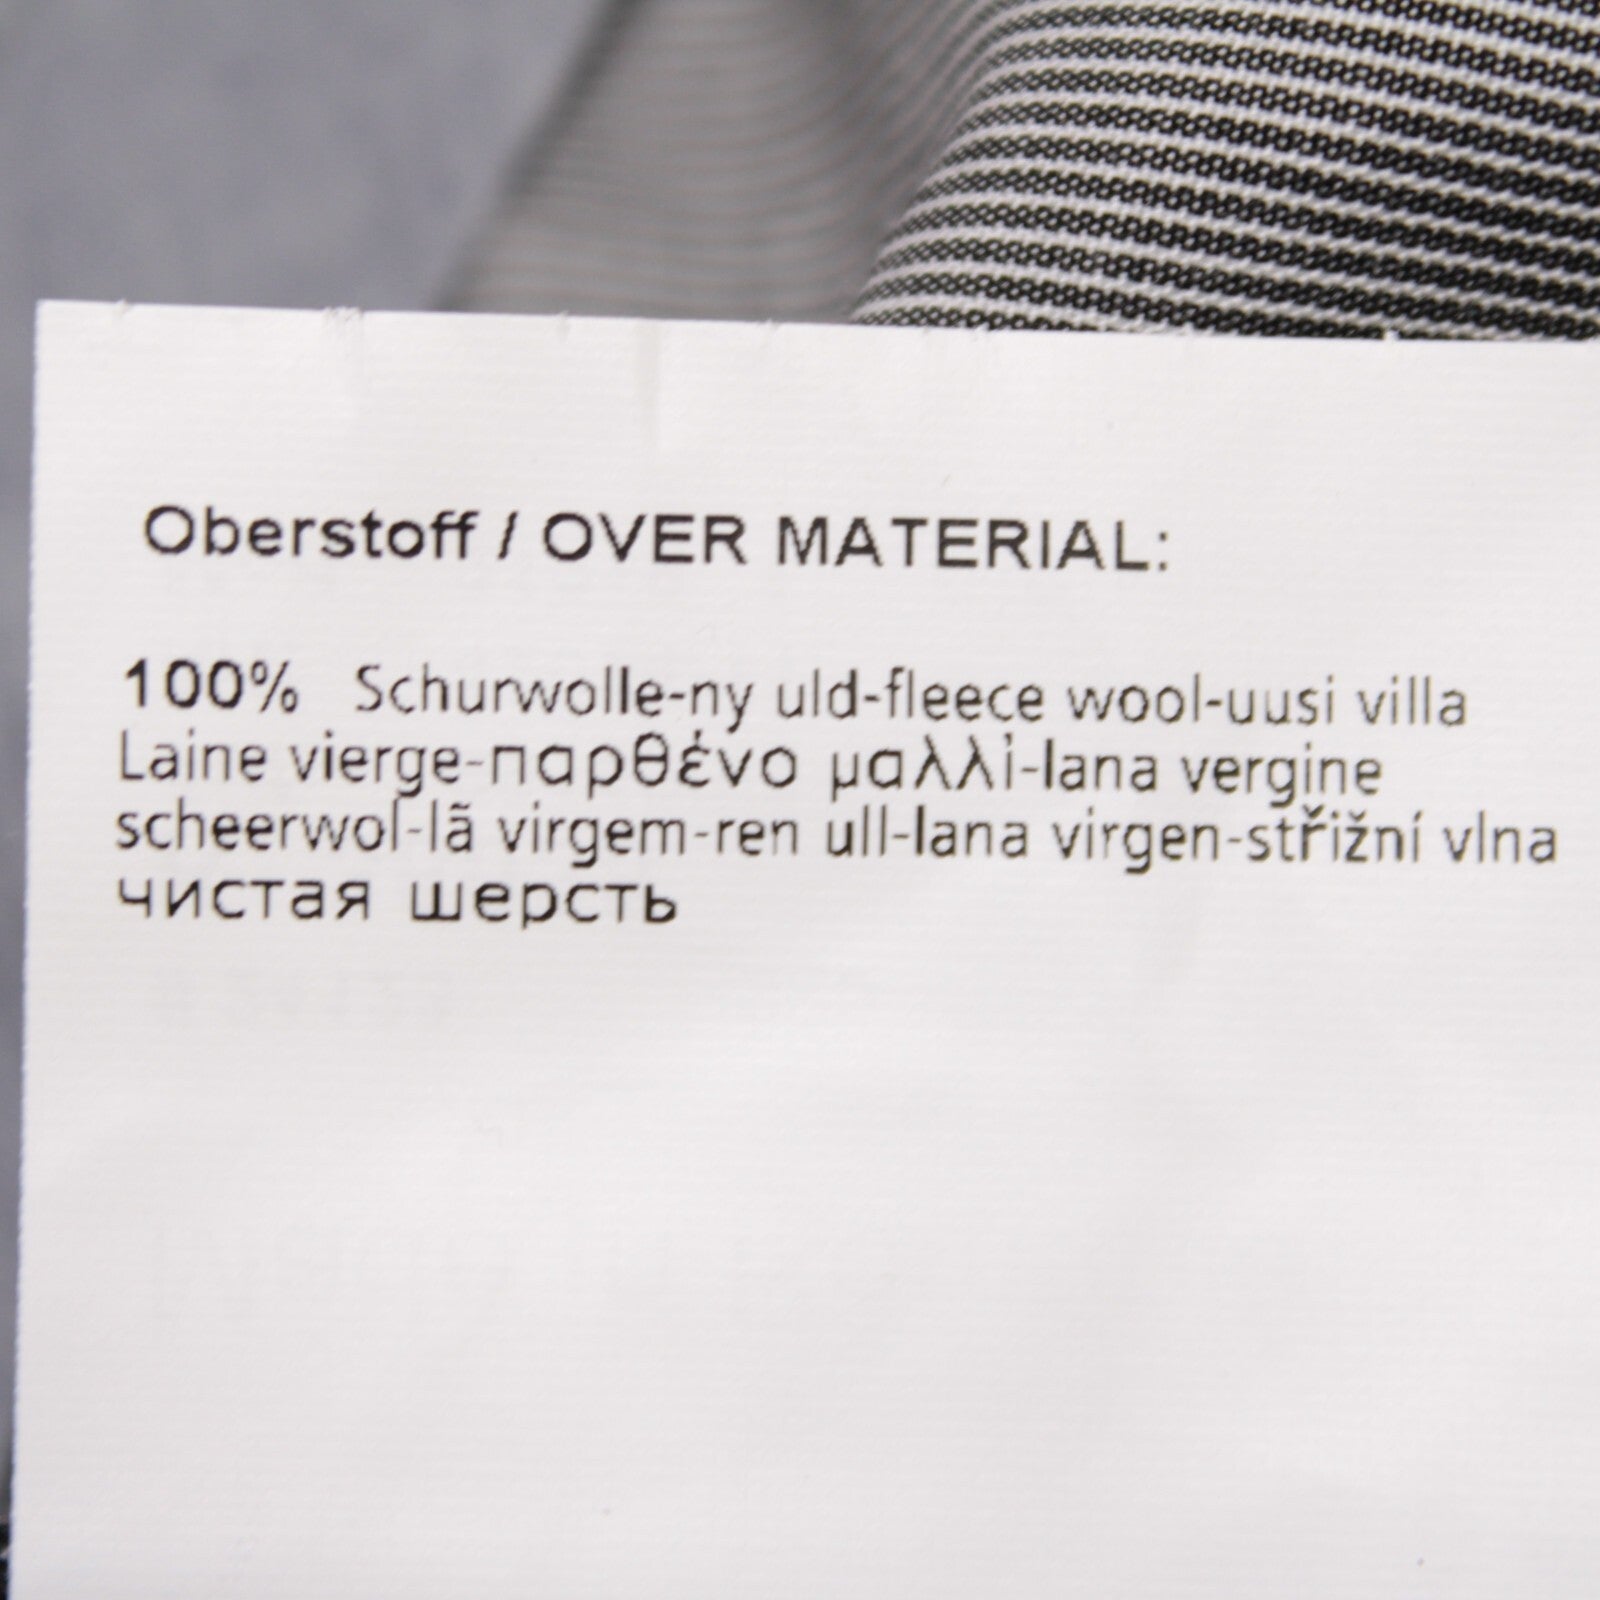 Oberstoff / OVER MATERIAL:
100% Schurwolle-ny uld-fleece wool-uusi villa
Laine vierge-παρθένο μαλλί-lana vergine
scheerwol-lã virgem-ren ull-lana virgen-střižní vlna
чистая шерсть